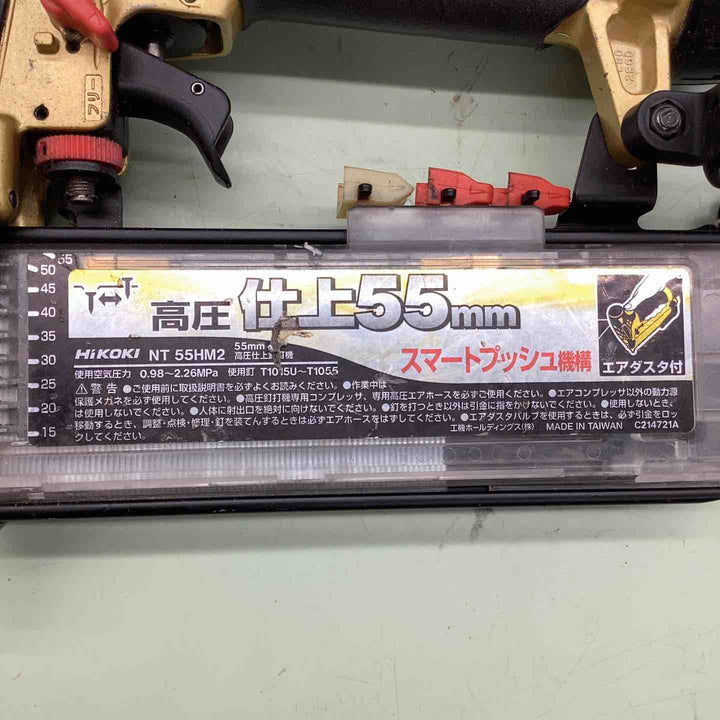 55
50
45
40
35
30
25
20
15
高圧 仕上55mm
HiKOKI NT 55HM2
55mm
高圧仕上
機
スマートプッシュ機構
エアダスタ付
使用空気圧力 0.98～2.26MPa 使用釘 T1015U～T1055
⚠警告 ●ご使用前に取扱説明書を必ずよくお読みください。●作業中は
保護メガネを必ず使用してください。●高圧釘打機専用コンプレッサ、専用高圧エアホースを必ずご使用ください。●エアコンプレッサ以外の動力源
は使用しないでください。●人体に射出口を絶対に向けないでください。●釘を打つとき以外は引金に指をかけないでください。●使用しないとき、
移動するとき、調整・点検・修理・釘を装てんするときは必ずエアホースをはずしてください。●エアダスタバルブを使用するときは、必ず引金をロッ
クしてください。
工機ホールディングス(株) MADE IN TAIWAN C214721A